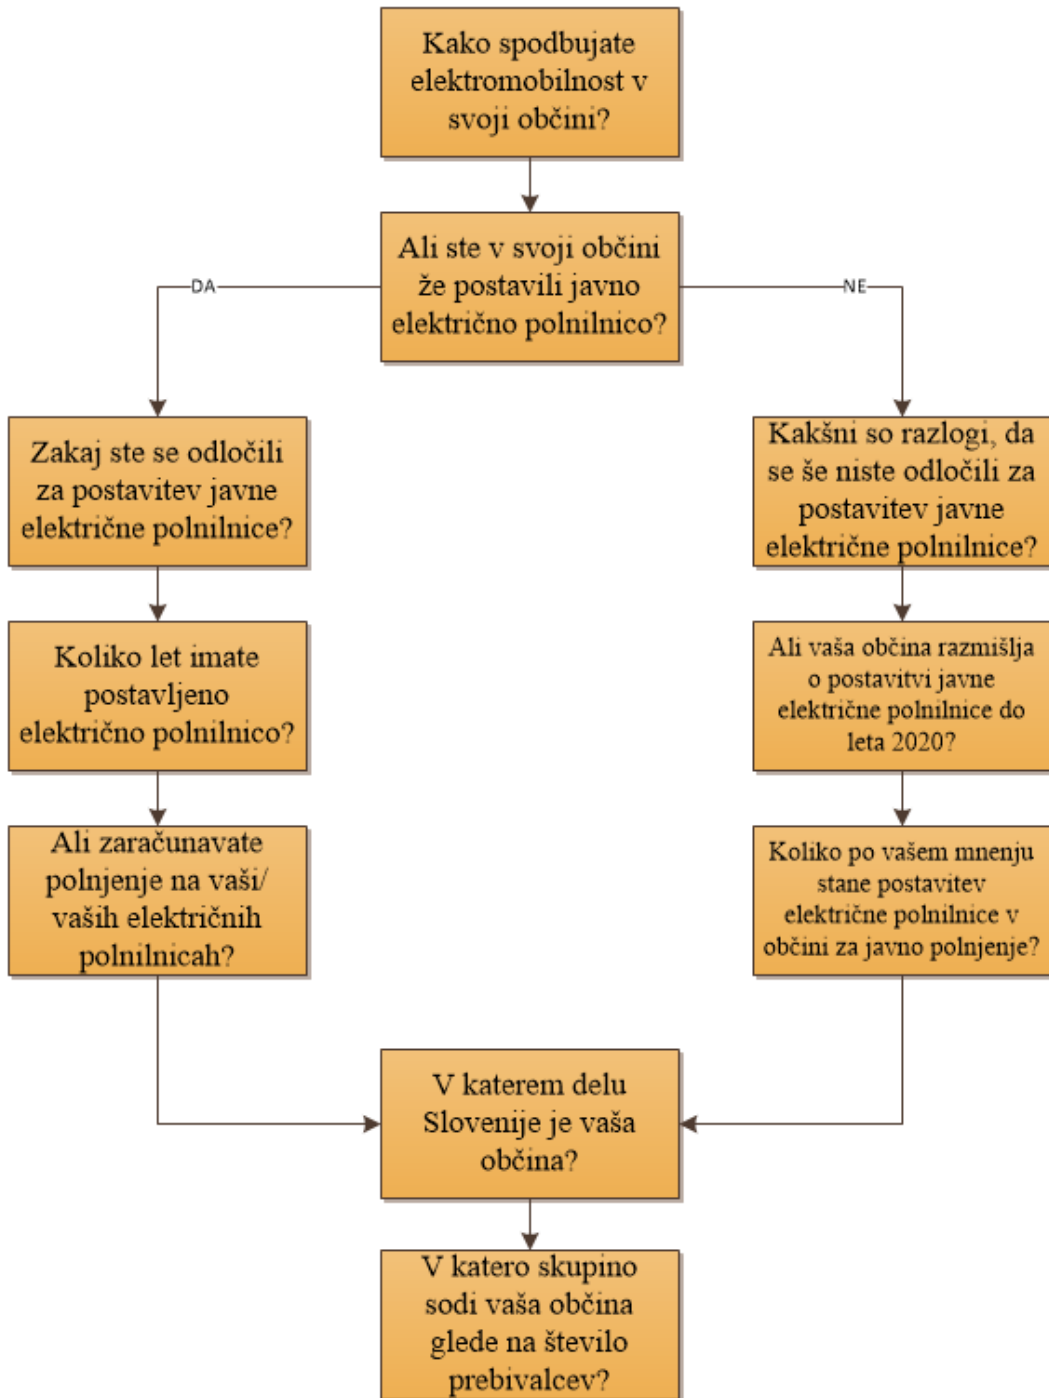 Kako spodbujate
elektromobilnost v
svoji občini?
Ali ste v svoji občini
že postavili javno
električno polnilnico?
DA
NE
Zakaj ste se odločili
za postavitev javne
električne polnilnice?
Kakšni so razlogi, da
se še niste odločili za
postavitev javne
električne polnilnice?
Koliko let imate
postavljeno
električno polnilnico?
Ali vaša občina razmišlja
o postavitvi javne
električne polnilnice do
leta 2020?
Ali zaračunavate
polnjenje na vaši/
vaših električnih
polnilnicah?
Koliko po vašem mnenju
stane postavitev
električne polnilnice v
občini za javno polnjenje?
V katerem delu
Slovenije je vaša
občina?
V katero skupino
sodi vaša občina
glede na število
prebivalcev?